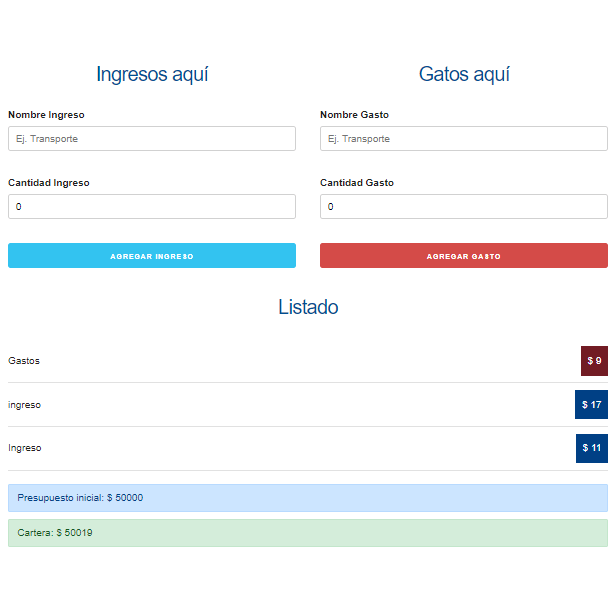 Ingresos aquí
Nombre Ingreso
Ej. Transporte
Cantidad Ingreso
0
AGREGAR INGRESO
Gatos aquí
Nombre Gasto
Ej. Transporte
Cantidad Gasto
0
AGREGAR GASTO
Listado
Gastos $ 9
ingreso $ 17
Ingreso $ 11
Presupuesto inicial: $ 50000
Cartera: $ 50019